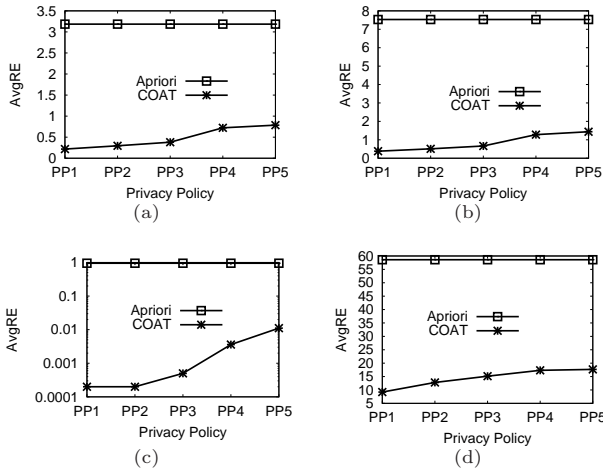 3.5
3
2.5
2
1.5
1
0.5
0
AvgRE
Apriori
COAT
PP1 PP2 PP3 PP4 PP5
Privacy Policy
(a)
8
7
6
5
4
3
2
1
0
AvgRE
Apriori
COAT
PP1 PP2 PP3 PP4 PP5
Privacy Policy
(b)
1
0.1
0.01
0.001
0.0001
AvgRE
Apriori
COAT
PP1 PP2 PP3 PP4 PP5
Privacy Policy
(c)
60
55
50
45
40
35
30
25
20
15
10
5
AvgRE
Apriori
COAT
PP1 PP2 PP3 PP4 PP5
Privacy Policy
(d)